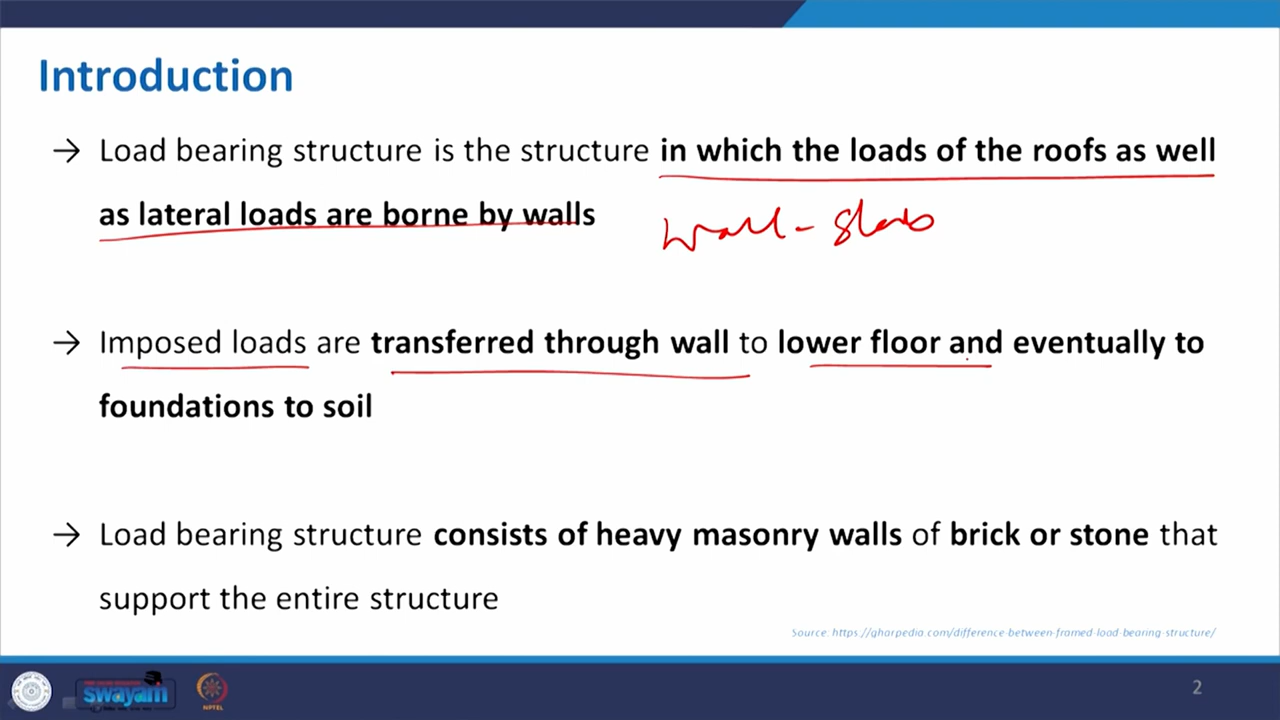 Introduction
→ Load bearing structure is the structure in which the loads of the roofs as well
as lateral loads are borne by walls
Wall - Slab
→ Imposed loads are transferred through wall to lower floor and eventually to
foundations to soil
→ Load bearing structure consists of heavy masonry walls of brick or stone that
support the entire structure
Source: https://gharpedia.com/difference-between-framed-load-bearing-structure/
swayam
NPTEL
2